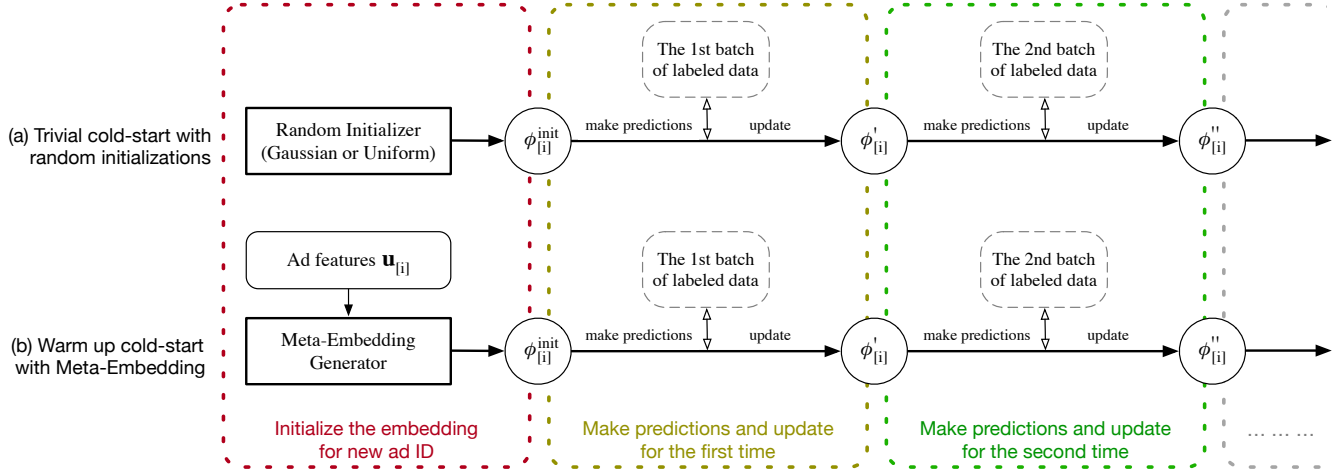 The 1st batch
of labeled data
The 2nd batch
of labeled data
(a) Trivial cold-start with
random initializations
Random Initializer
(Gaussian or Uniform)
ϕ[i]init
make predictions
update
ϕ[i]'
make predictions
update
ϕ[i]''
Ad features u[i]
The 1st batch
of labeled data
The 2nd batch
of labeled data
(b) Warm up cold-start
with Meta-Embedding
Meta-Embedding
Generator
ϕ[i]init
make predictions
update
ϕ[i]'
make predictions
update
ϕ[i]''
Initialize the embedding
for new ad ID
Make predictions and update
for the first time
Make predictions and update
for the second time
... ... ...